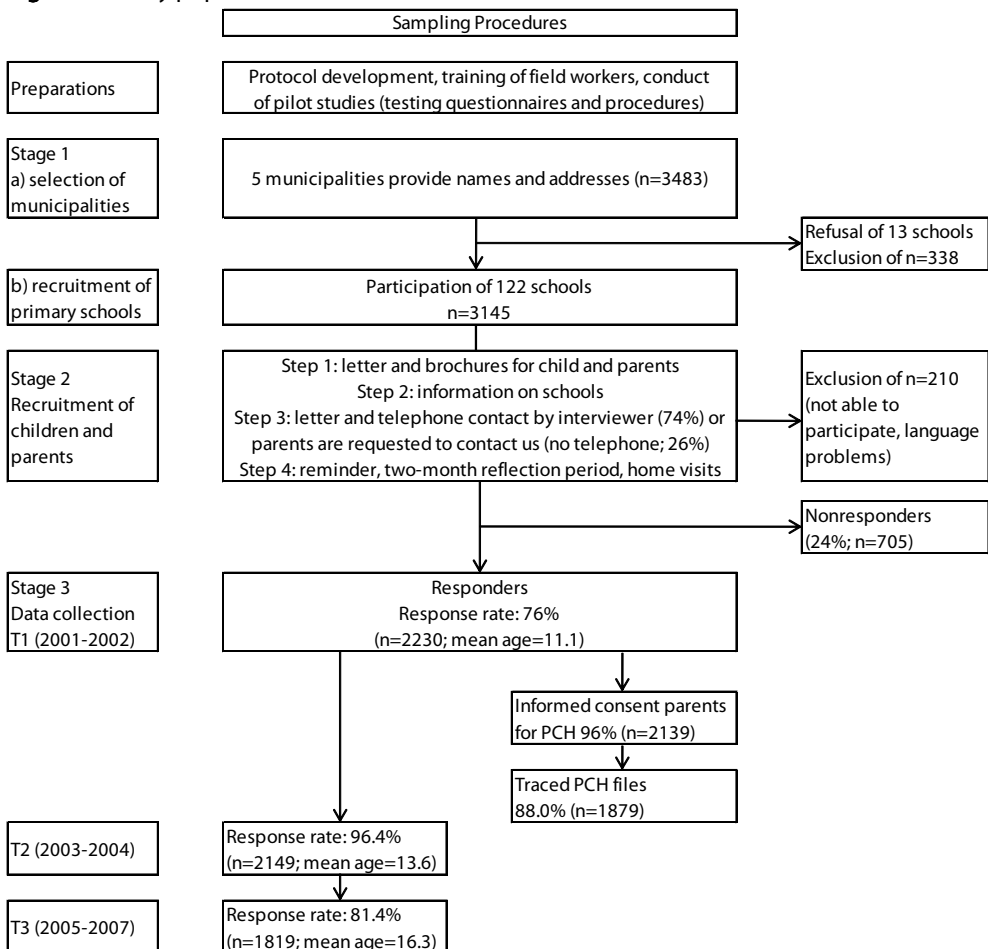 Sampling Procedures
Preparations
Protocol development, training of field workers, conduct
of pilot studies (testing questionnaires and procedures)
Stage 1
a) selection of
municipalities
5 municipalities provide names and addresses (n=3483)
Refusal of 13 schools
Exclusion of n=338
b) recruitment of
primary schools
Participation of 122 schools
n=3145
Stage 2
Recruitment of
children and
parents
Step 1: letter and brochures for child and parents
Step 2: information on schools
Step 3: letter and telephone contact by interviewer (74%) or
parents are requested to contact us (no telephone; 26%)
Step 4: reminder, two-month reflection period, home visits
Exclusion of n=210
(not able to
participate, language
problems)
Nonresponders
(24%; n=705)
Stage 3
Data collection
T1 (2001-2002)
Responders
Response rate: 76%
(n=2230; mean age=11.1)
Informed consent parents
for PCH 96% (n=2139)
Traced PCH files
88.0% (n=1879)
T2 (2003-2004)
Response rate: 96.4%
(n=2149; mean age=13.6)
T3 (2005-2007)
Response rate: 81.4%
(n=1819; mean age=16.3)